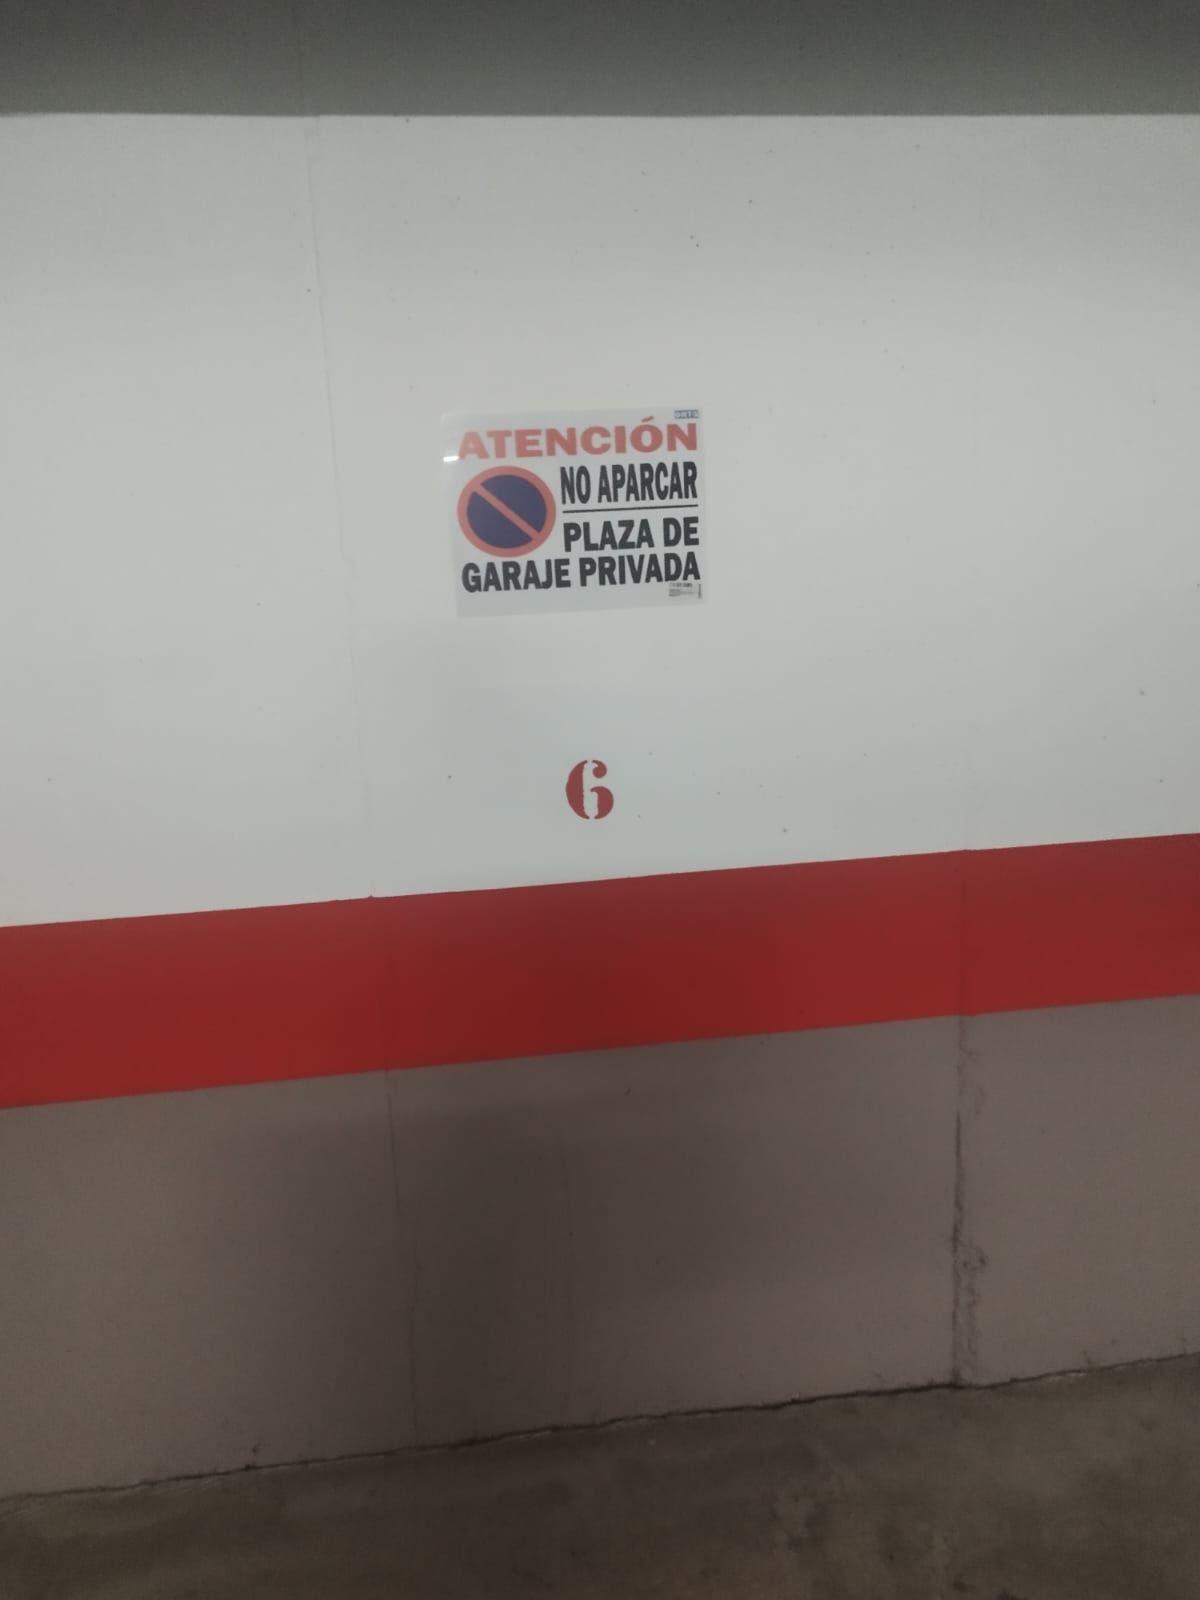 ATENCIÓN
NO APARCAR
PLAZA DE
GARAJE PRIVADA
6